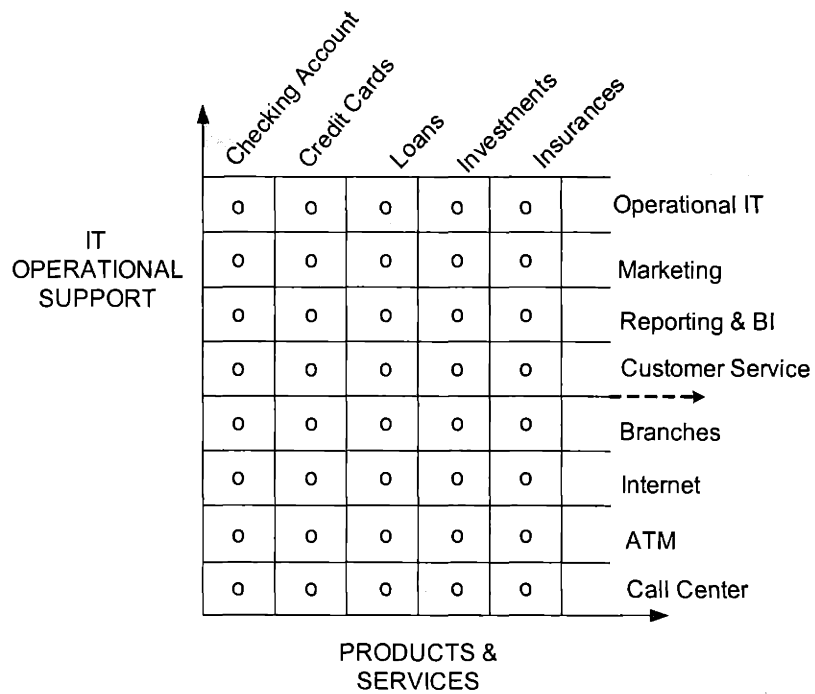 Checking Account
Credit Cards
Loans
Investments
Insurances
IT
OPERATIONAL
SUPPORT
o o o o o Operational IT
o o o o o Marketing
o o o o o Reporting & BI
o o o o o Customer Service
o o o o o Branches
o o o o o Internet
o o o o o ATM
o o o o o Call Center
PRODUCTS &
SERVICES